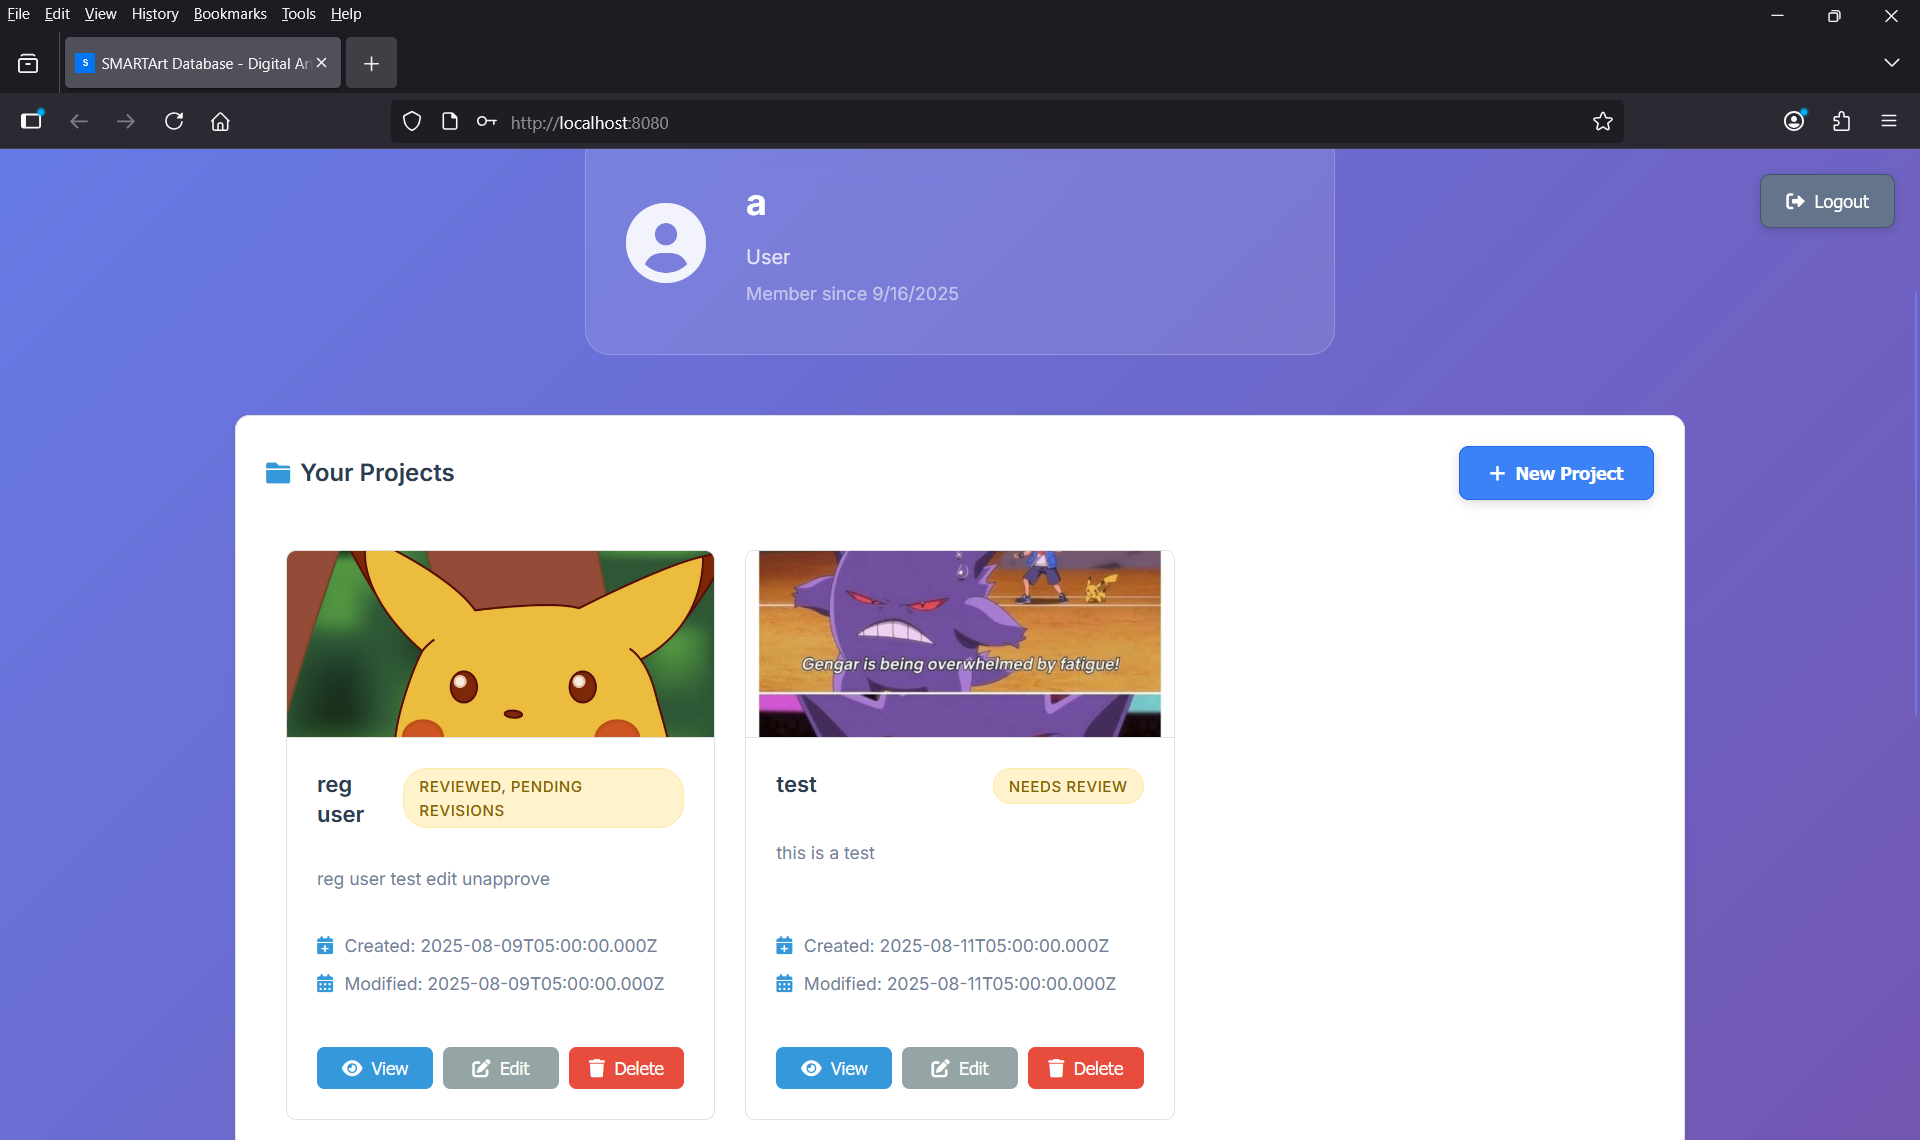 File Edit View History Bookmarks Tools Help
S SMARTArt Database - Digital Ar
http://localhost:8080
Logout
a
User
Member since 9/16/2025
Your Projects
New Project
Gengar is being overwhelmed by fatigue!
reg
user
REVIEWED, PENDING
REVISIONS
reg user test edit unapprove
Created: 2025-08-09T05:00:00.000Z
Modified: 2025-08-09T05:00:00.000Z
View Edit Delete
test
NEEDS REVIEW
this is a test
Created: 2025-08-11T05:00:00.000Z
Modified: 2025-08-11T05:00:00.000Z
View Edit Delete